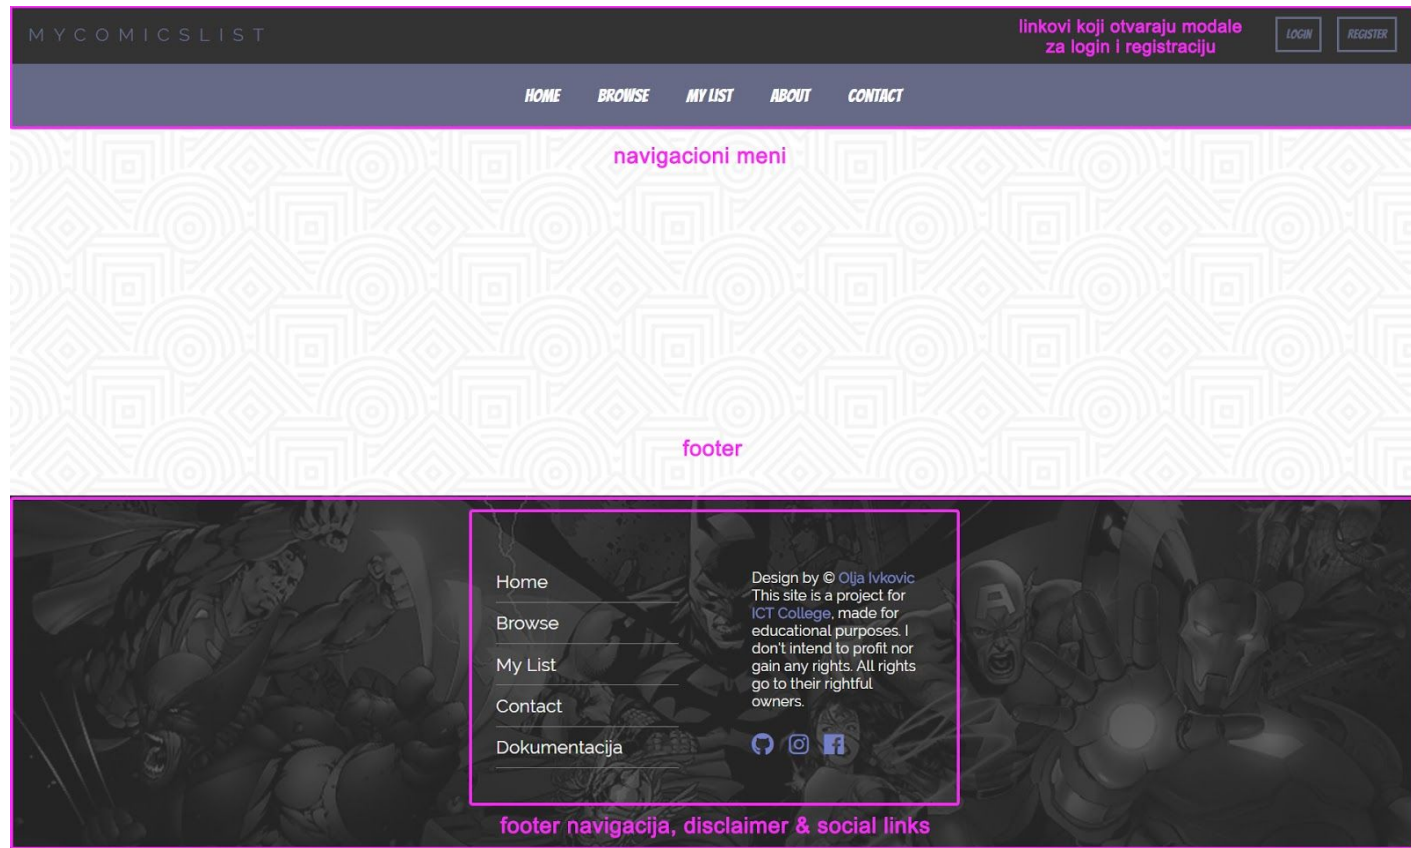 MYCOMICSLIST
linkovi koji otvaraju modale
za login i registraciju
LOGIN
REGISTER
HOME BROWSE MY LIST ABOUT CONTACT
navigacioni meni
footer
Home
Browse
My List
Contact
Dokumentacija
Design by © Olja Ivkovic
This site is a project for
ICT College, made for
educational purposes. I
don't intend to profit nor
gain any rights. All rights
go to their rightful
owners.
footer navigacija, disclaimer & social links